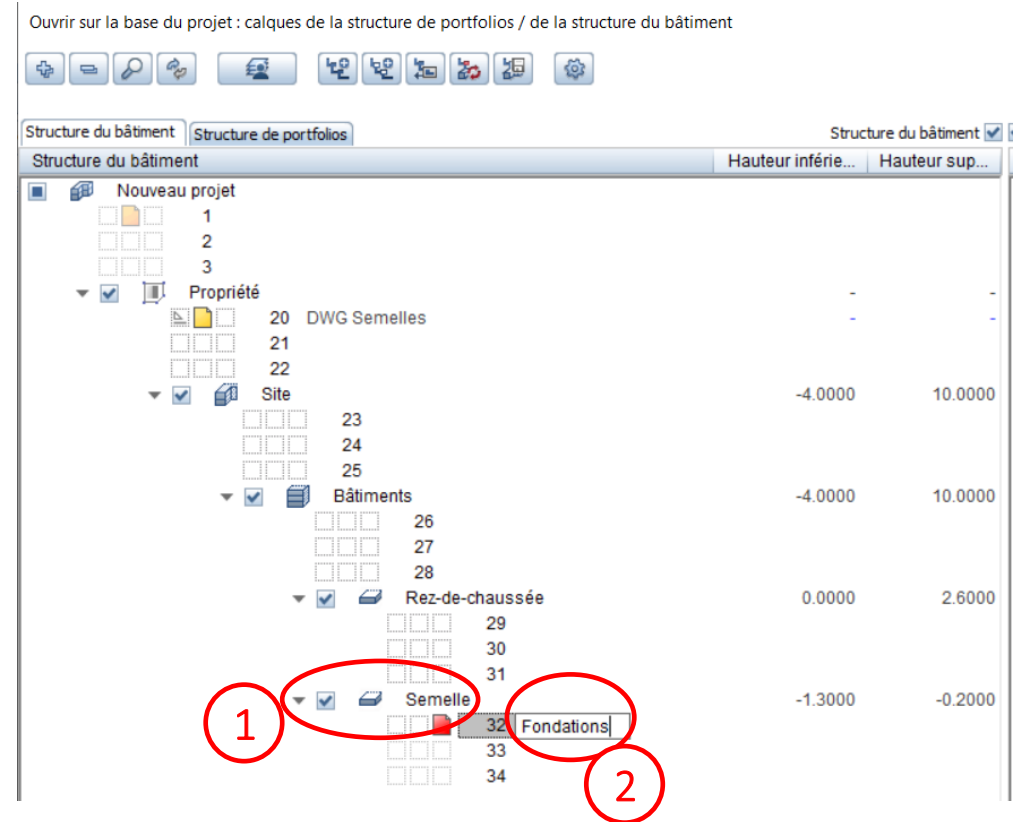 Ouvrir sur la base du projet : calques de la structure de portfolios / de la structure du bâtiment
Structure du bâtiment Structure de portfolios Structure du bâtiment
Structure du bâtiment Hauteur inférie... Hauteur sup...
Nouveau projet
1
2
3
Propriété - -
20 DWG Semelles - -
21
22
Site -4.0000 10.0000
23
24
25
Bâtiments -4.0000 10.0000
26
27
28
Rez-de-chaussée 0.0000 2.6000
29
30
31
Semelle -1.3000 -0.2000
1
32 Fondations
33
34
2